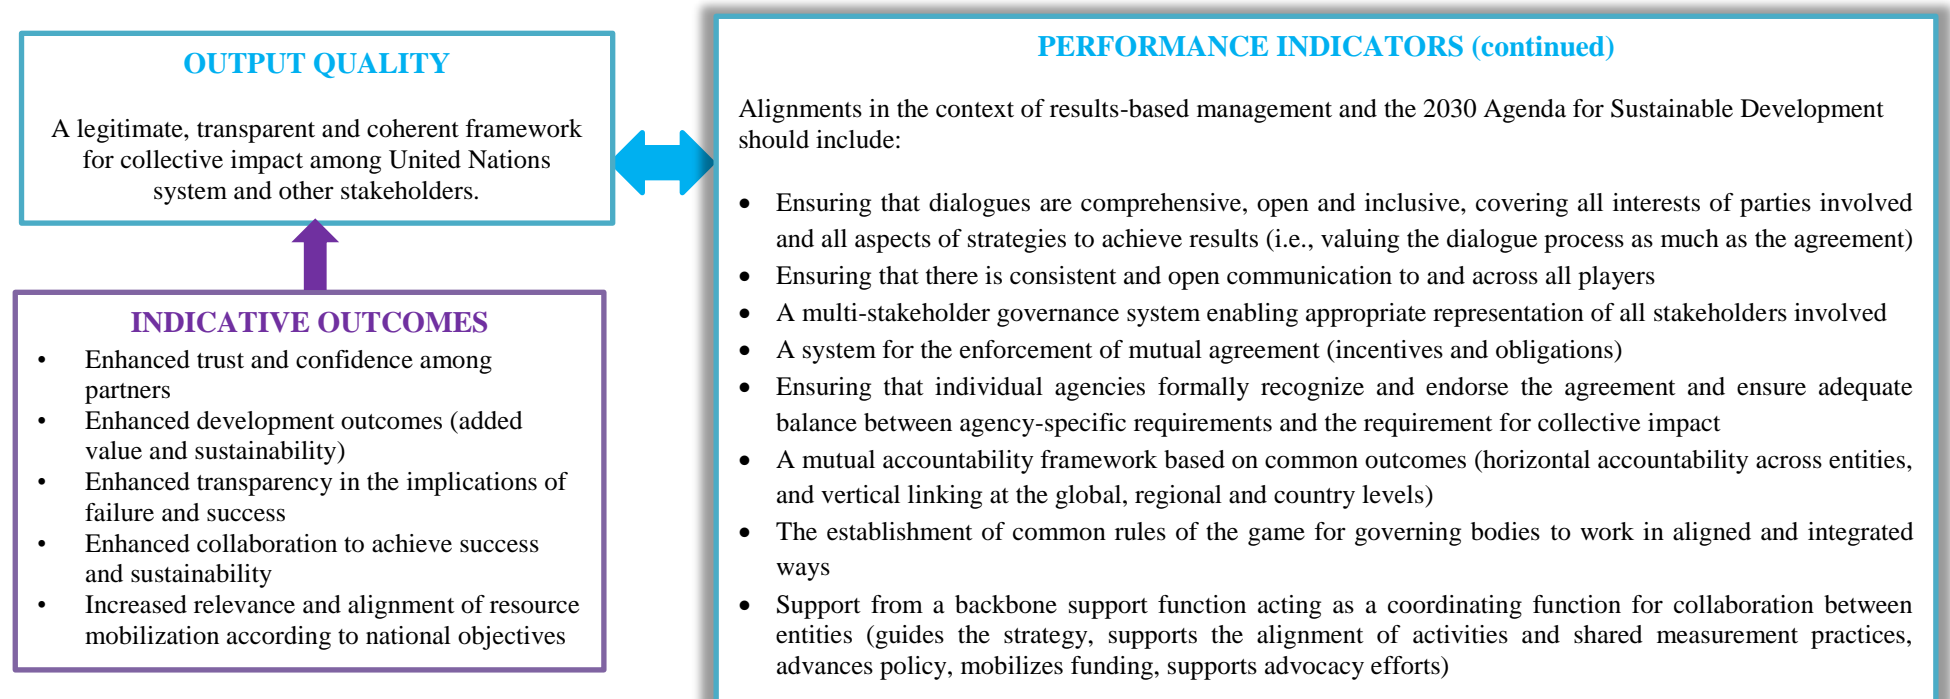 OUTPUT QUALITY
A legitimate, transparent and coherent framework
for collective impact among United Nations
system and other stakeholders.
INDICATIVE OUTCOMES
• Enhanced trust and confidence among
partners
• Enhanced development outcomes (added
value and sustainability)
• Enhanced transparency in the implications of
failure and success
• Enhanced collaboration to achieve success
and sustainability
• Increased relevance and alignment of resource
mobilization according to national objectives
PERFORMANCE INDICATORS (continued)
Alignments in the context of results-based management and the 2030 Agenda for Sustainable Development
should include:
• Ensuring that dialogues are comprehensive, open and inclusive, covering all interests of parties involved
and all aspects of strategies to achieve results (i.e., valuing the dialogue process as much as the agreement)
• Ensuring that there is consistent and open communication to and across all players
• A multi-stakeholder governance system enabling appropriate representation of all stakeholders involved
• A system for the enforcement of mutual agreement (incentives and obligations)
• Ensuring that individual agencies formally recognize and endorse the agreement and ensure adequate
balance between agency-specific requirements and the requirement for collective impact
• A mutual accountability framework based on common outcomes (horizontal accountability across entities,
and vertical linking at the global, regional and country levels)
• The establishment of common rules of the game for governing bodies to work in aligned and integrated
ways
• Support from a backbone support function acting as a coordinating function for collaboration between
entities (guides the strategy, supports the alignment of activities and shared measurement practices,
advances policy, mobilizes funding, supports advocacy efforts)